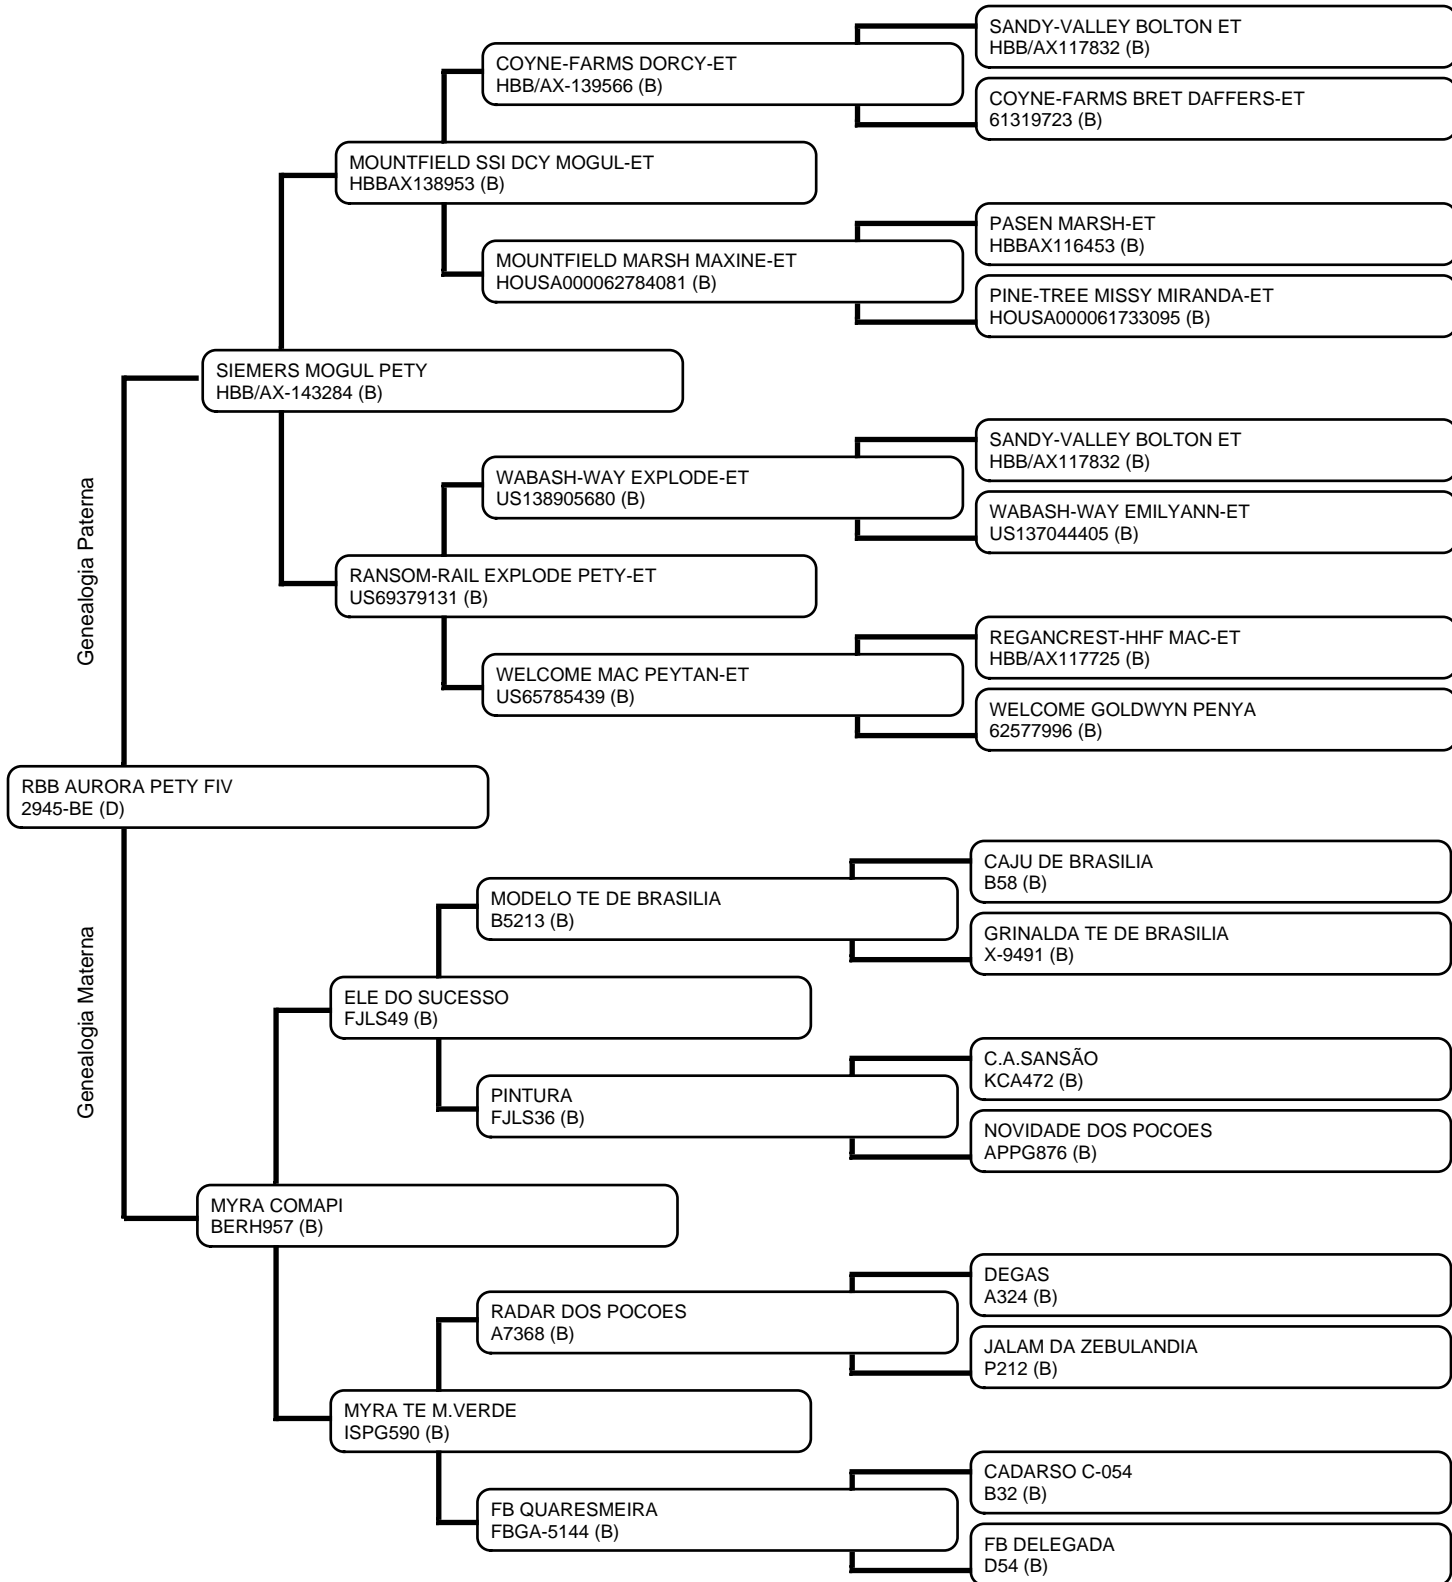 SANDY-VALLEY BOLTON ET
HBB/AX117832 (B)
COYNE-FARMS DORCY-ET
HBB/AX-139566 (B)
COYNE-FARMS BRET DAFFERS-ET
61319723 (B)
MOUNTFIELD SSI DCY MOGUL-ET
HBBAX138953 (B)
PASEN MARSH-ET
HBBAX116453 (B)
MOUNTFIELD MARSH MAXINE-ET
HOUSA000062784081 (B)
PINE-TREE MISSY MIRANDA-ET
HOUSA000061733095 (B)
SIEMERS MOGUL PETY
HBB/AX-143284 (B)
SANDY-VALLEY BOLTON ET
HBB/AX117832 (B)
WABASH-WAY EXPLODE-ET
US138905680 (B)
WABASH-WAY EMILYANN-ET
US137044405 (B)
Genealogia Paterna
RANSOM-RAIL EXPLODE PETY-ET
US69379131 (B)
REGANCREST-HHF MAC-ET
HBB/AX117725 (B)
WELCOME MAC PEYTAN-ET
US65785439 (B)
WELCOME GOLDWYN PENYA
62577996 (B)
RBB AURORA PETY FIV
2945-BE (D)
CAJU DE BRASILIA
B58 (B)
MODELO TE DE BRASILIA
B5213 (B)
GRINALDA TE DE BRASILIA
X-9491 (B)
Genealogia Materna
ELE DO SUCESSO
FJLS49 (B)
C.A.SANSÃO
KCA472 (B)
PINTURA
FJLS36 (B)
NOVIDADE DOS POCOES
APPG876 (B)
MYRA COMAPI
BERH957 (B)
DEGAS
A324 (B)
RADAR DOS POCOES
A7368 (B)
JALAM DA ZEBULANDIA
P212 (B)
MYRA TE M.VERDE
ISPG590 (B)
CADARSO C-054
B32 (B)
FB QUARESMEIRA
FBGA-5144 (B)
FB DELEGADA
D54 (B)